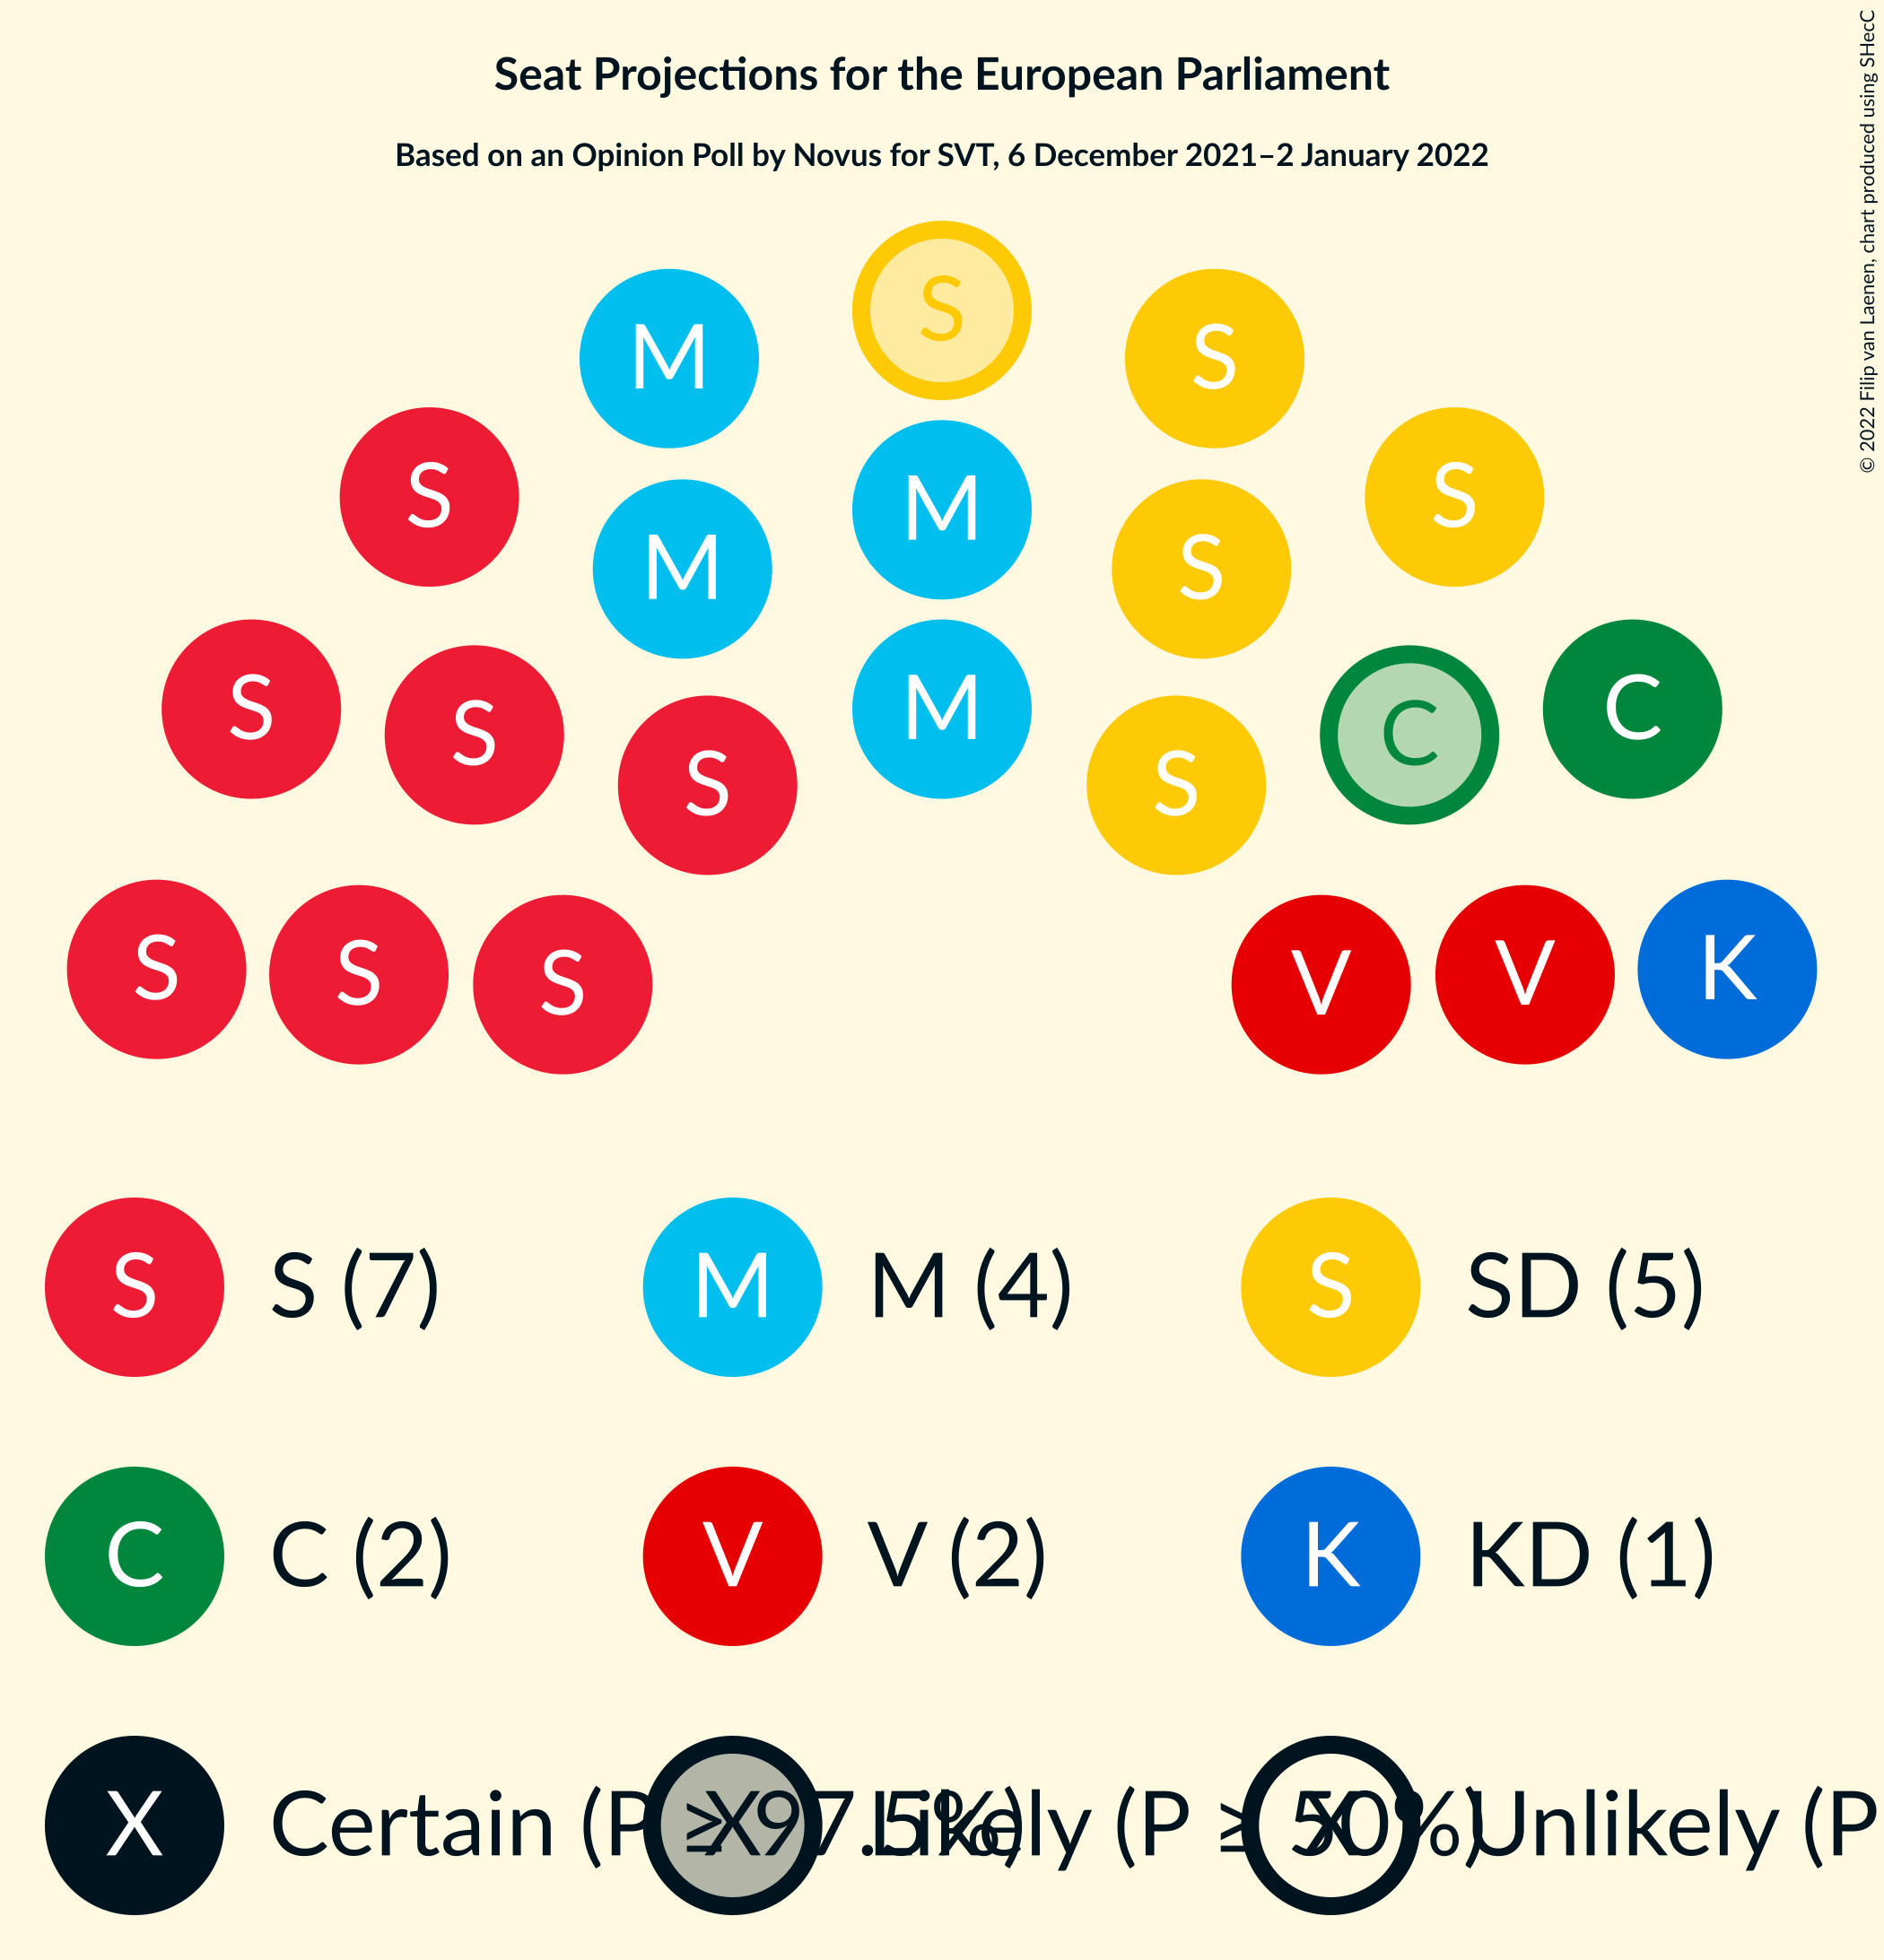 Seat Projections for the European Parliament
Based on an Opinion Poll by Novus for SVT, 6 December 2021–2 January 2022
© 2022 Filip van Laenen, chart produced using SHecC
S
M S
S S
M
M S
S M
S C
S S
M
S S
S V V K
S S
S S (7) M M (4) S SD (5)
C C (2) V V (2) K KD (1)
X Certain (P ≥ 97.5%) X Likely (P ≥ 50%) X Unlikely (P